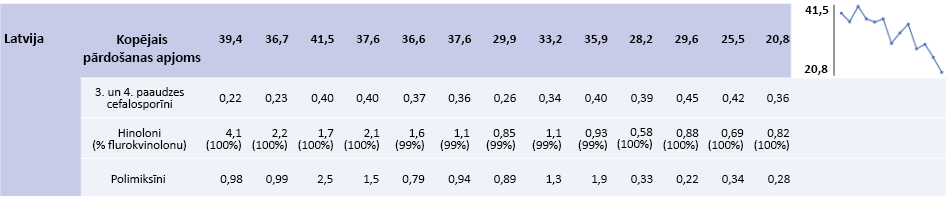 Latvija Kopējais pārdošanas apjoms 39,4 36,7 41,5 37,6 36,6 37,6 29,9 33,2 35,9 28,2 29,6 25,5 20,8
41,5
20,8
3. un 4. paaudzes cefalosporīni 0,22 0,23 0,40 0,40 0,37 0,36 0,26 0,34 0,40 0,39 0,45 0,42 0,36
Hinoloni 4,1 2,2 1,7 2,1 1,6 1,1 0,85 1,1 0,93 0,58 0,88 0,69 0,82
(% flurokvinolonu) (100%) (100%) (100%) (100%) (99%) (99%) (99%) (99%) (99%) (100%) (100%) (100%) (100%)
Polimiksīni 0,98 0,99 2,5 1,5 0,79 0,94 0,89 1,3 1,9 0,33 0,22 0,34 0,28